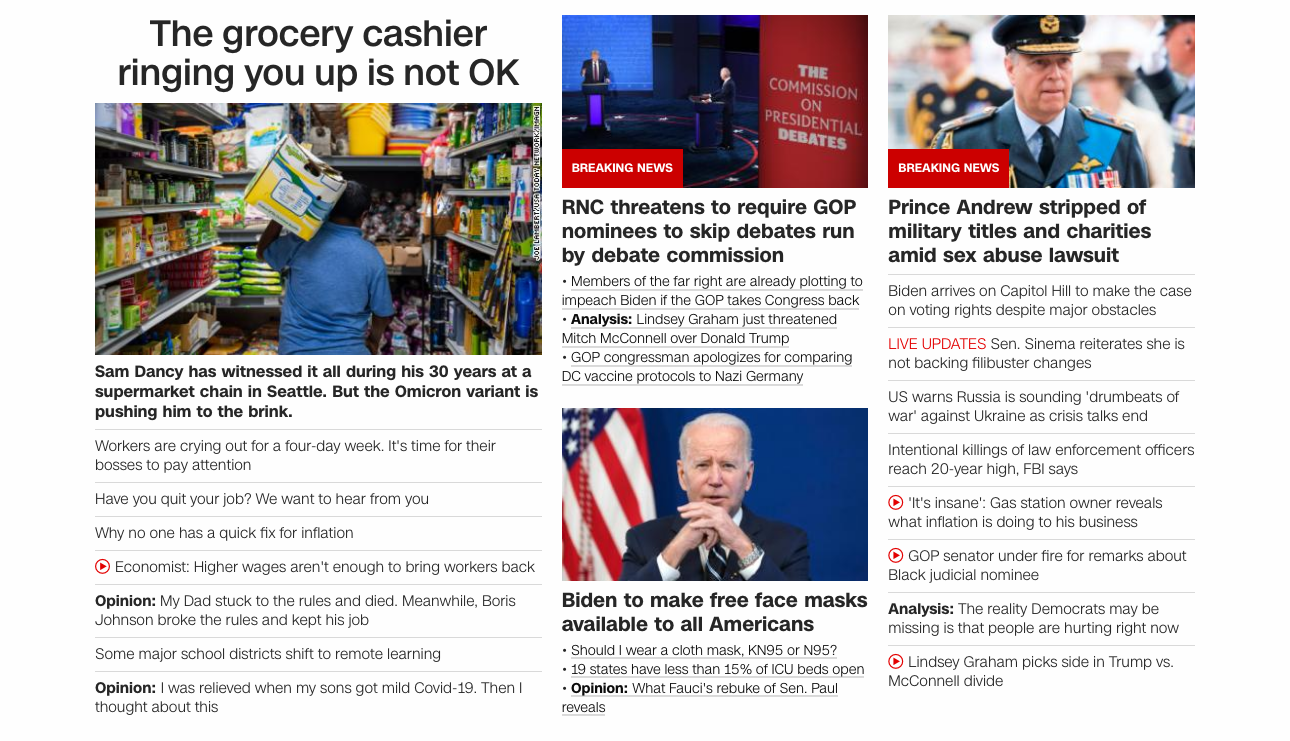 The grocery cashier
ringing you up is not OK
JOE LAMBERT/USA TODAY NETWORK/IMAGN
Sam Dancy has witnessed it all during his 30 years at a
supermarket chain in Seattle. But the Omicron variant is
pushing him to the brink.
Workers are crying out for a four-day week. It's time for their
bosses to pay attention
Have you quit your job? We want to hear from you
Why no one has a quick fix for inflation
Economist: Higher wages aren't enough to bring workers back
Opinion: My Dad stuck to the rules and died. Meanwhile, Boris
Johnson broke the rules and kept his job
Some major school districts shift to remote learning
Opinion: I was relieved when my sons got mild Covid-19. Then I
thought about this
THE
COMMISSION
ON
PRESIDENTIAL
DEBATES
BREAKING NEWS
RNC threatens to require GOP
nominees to skip debates run
by debate commission
• Members of the far right are already plotting to
impeach Biden if the GOP takes Congress back
• Analysis: Lindsey Graham just threatened
Mitch McConnell over Donald Trump
• GOP congressman apologizes for comparing
DC vaccine protocols to Nazi Germany
Biden to make free face masks
available to all Americans
• Should I wear a cloth mask, KN95 or N95?
• 19 states have less than 15% of ICU beds open
• Opinion: What Fauci's rebuke of Sen. Paul
reveals
BREAKING NEWS
Prince Andrew stripped of
military titles and charities
amid sex abuse lawsuit
Biden arrives on Capitol Hill to make the case
on voting rights despite major obstacles
LIVE UPDATES Sen. Sinema reiterates she is
not backing filibuster changes
US warns Russia is sounding 'drumbeats of
war' against Ukraine as crisis talks end
Intentional killings of law enforcement officers
reach 20-year high, FBI says
'It's insane': Gas station owner reveals
what inflation is doing to his business
GOP senator under fire for remarks about
Black judicial nominee
Analysis: The reality Democrats may be
missing is that people are hurting right now
Lindsey Graham picks side in Trump vs.
McConnell divide